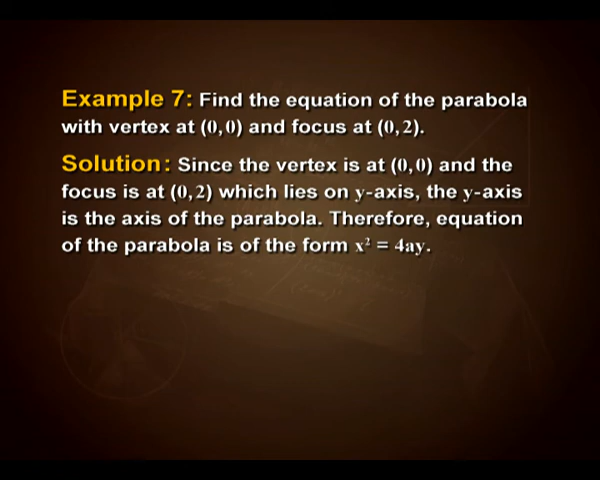 Example 7: Find the equation of the parabola
with vertex at (0,0) and focus at (0,2).
Solution: Since the vertex is at (0,0) and the
focus is at (0,2) which lies on y-axis, the y-axis
is the axis of the parabola. Therefore, equation
of the parabola is of the form x² = 4ay.